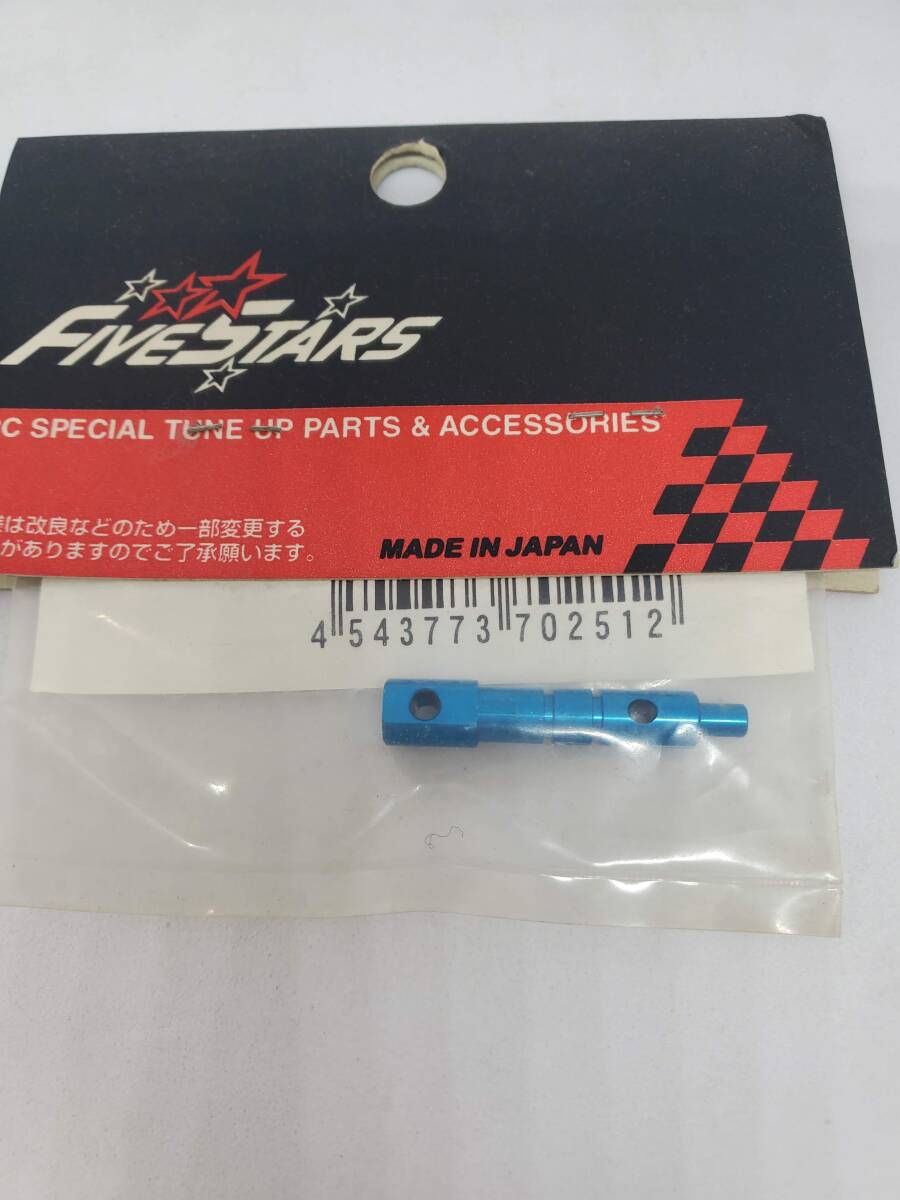 FIVESTARS
C SPECIAL TUNE UP PARTS & ACCESSORIES
は改良などのため一部変更する
がありますのでご了承願います。
MADE IN JAPAN
4 543773 702512